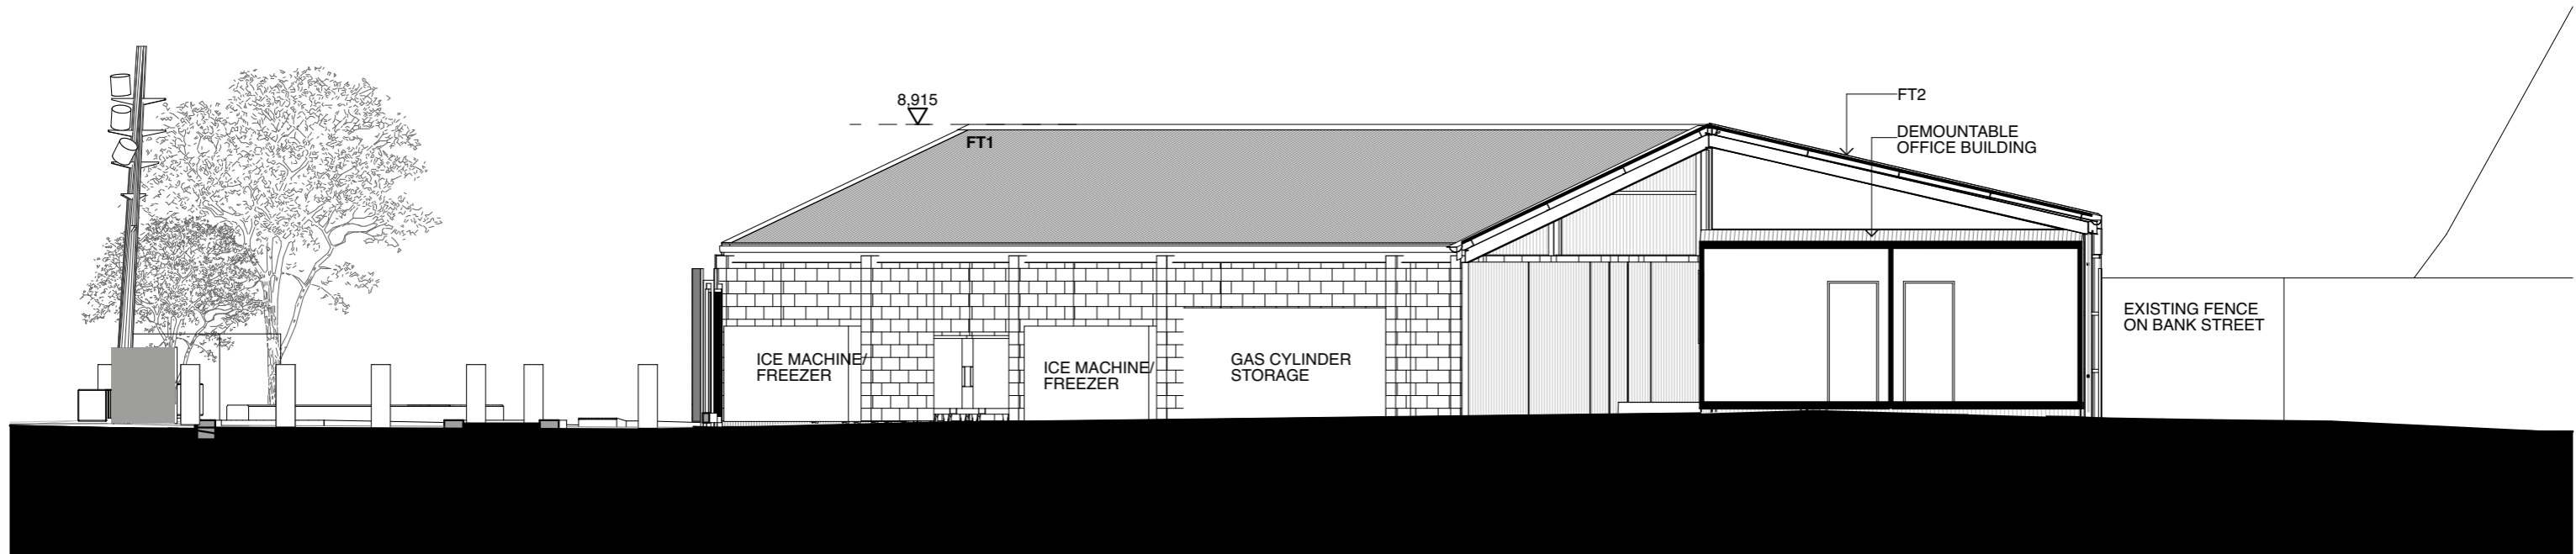 8,915
FT1
FT2
DEMOUNTABLE
OFFICE BUILDING
EXISTING FENCE
ON BANK STREET
ICE MACHINE/
FREEZER
ICE MACHINE/
FREEZER
GAS CYLINDER
STORAGE